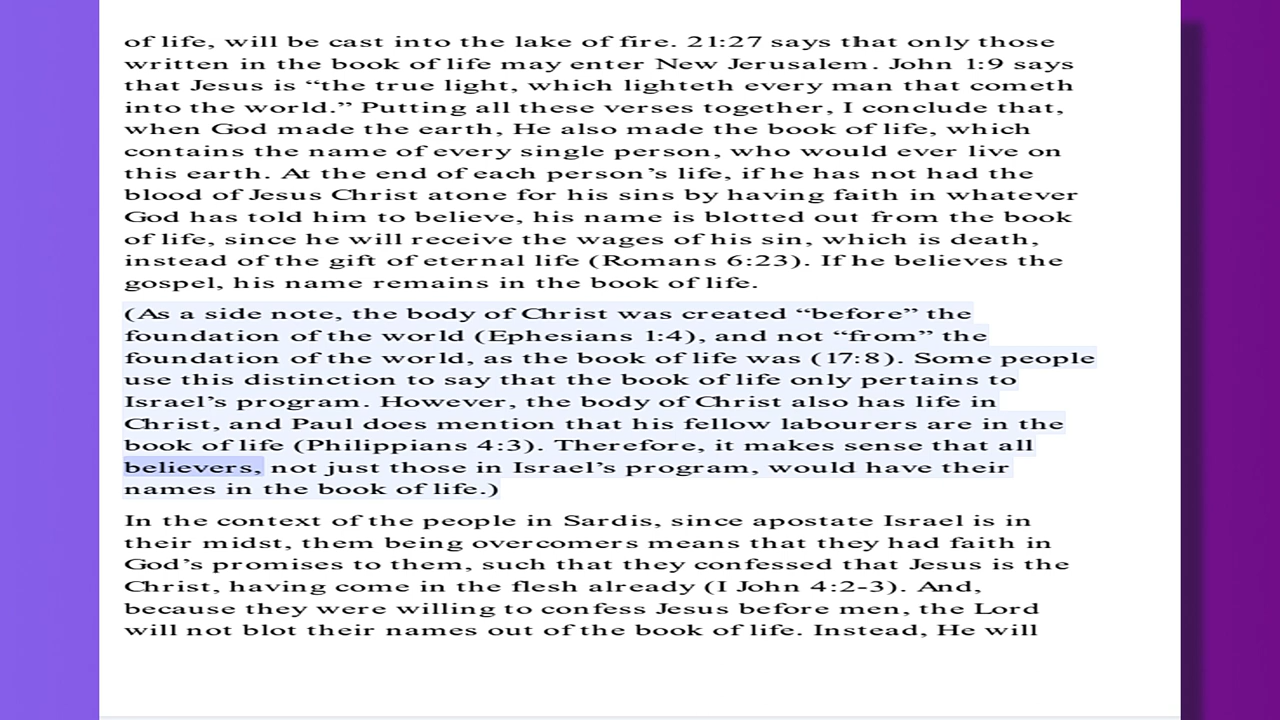 of life, will be cast into the lake of fire. 21:27 says that only those
written in the book of life may enter New Jerusalem. John 1:9 says
that Jesus is “the true light, which lighteth every man that cometh
into the world.” Putting all these verses together, I conclude that,
when God made the earth, He also made the book of life, which
contains the name of every single person, who would ever live on
this earth. At the end of each person’s life, if he has not had the
blood of Jesus Christ atone for his sins by having faith in whatever
God has told him to believe, his name is blotted out from the book
of life, since he will receive the wages of his sin, which is death,
instead of the gift of eternal life (Romans 6:23). If he believes the
gospel, his name remains in the book of life.
(As a side note, the body of Christ was created “before” the
foundation of the world (Ephesians 1:4), and not “from” the
foundation of the world, as the book of life was (17:8). Some people
use this distinction to say that the book of life only pertains to
Israel’s program. However, the body of Christ also has life in
Christ, and Paul does mention that his fellow labourers are in the
book of life (Philippians 4:3). Therefore, it makes sense that all
believers, not just those in Israel’s program, would have their
names in the book of life.)
In the context of the people in Sardis, since apostate Israel is in
their midst, them being overcomers means that they had faith in
God’s promises to them, such that they confessed that Jesus is the
Christ, having come in the flesh already (I John 4:2-3). And,
because they were willing to confess Jesus before men, the Lord
will not blot their names out of the book of life. Instead, He will